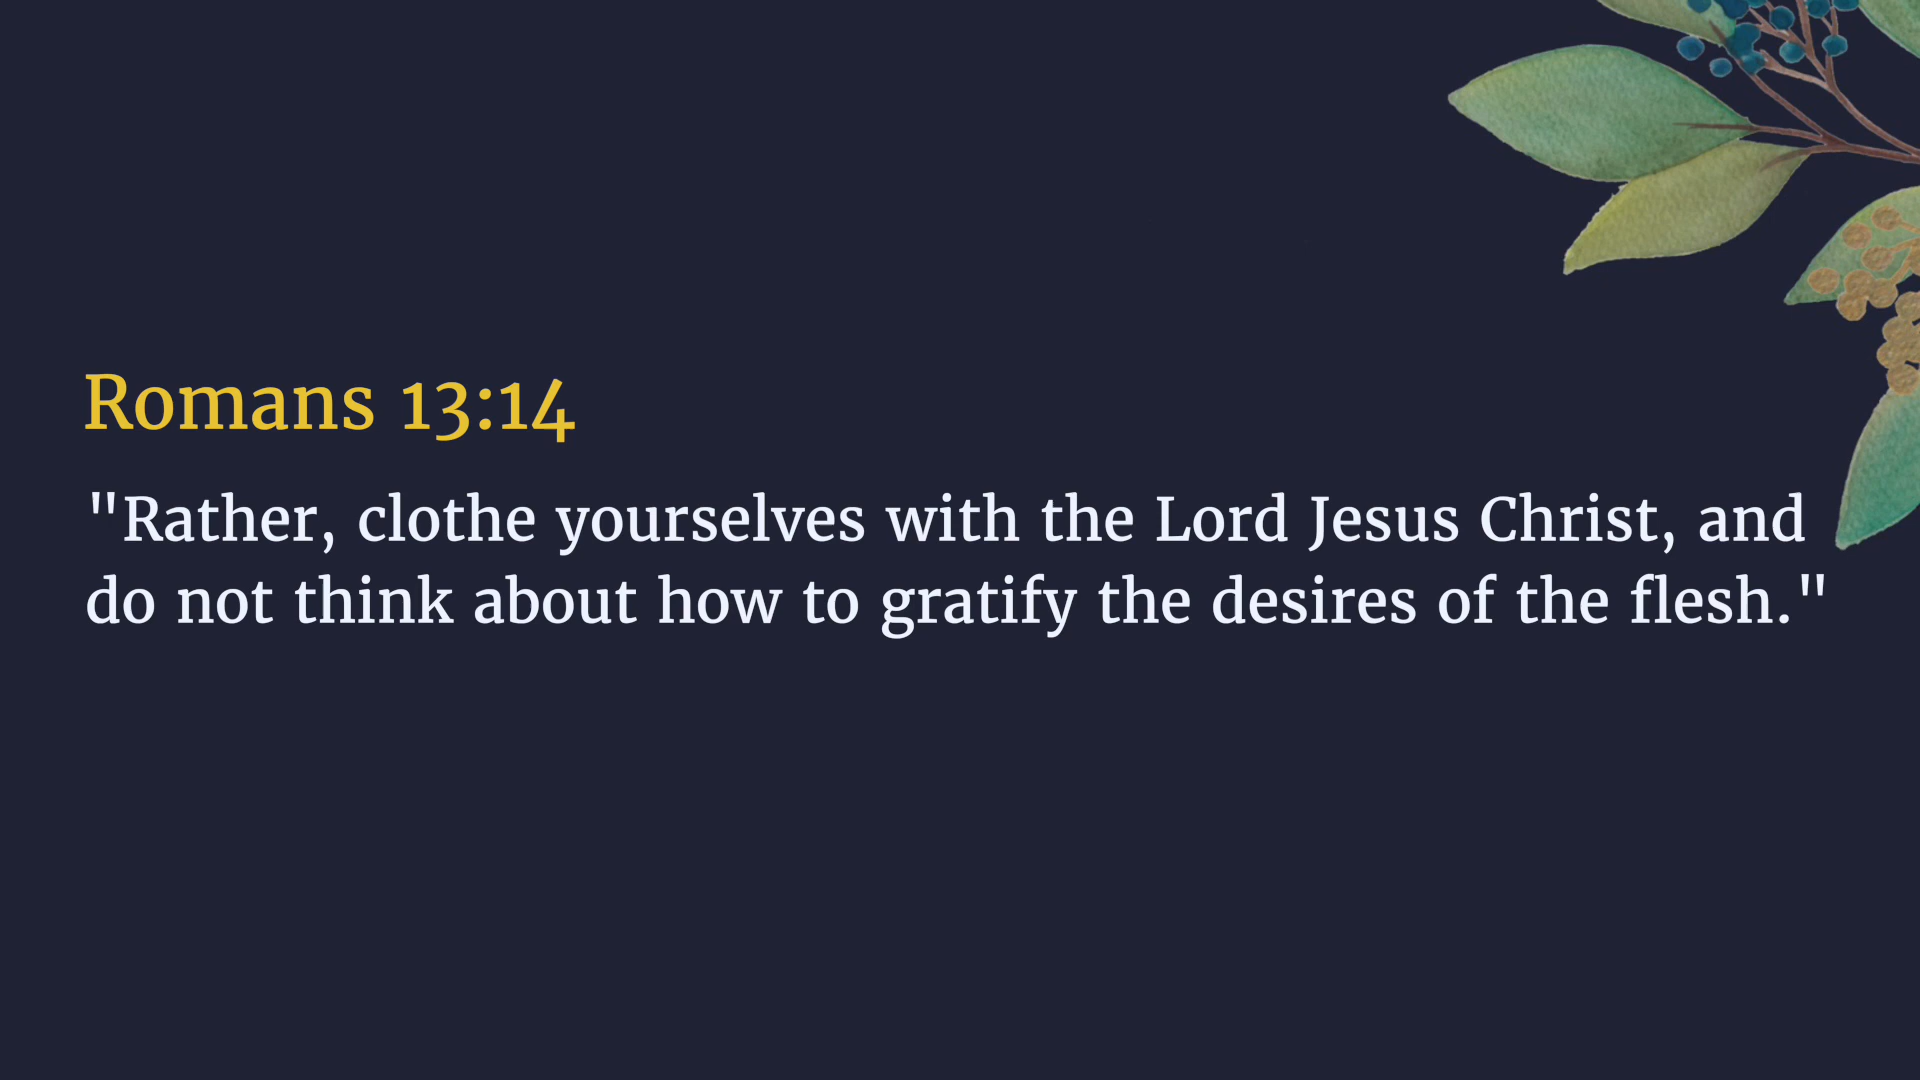 Romans 13:14
"Rather, clothe yourselves with the Lord Jesus Christ, and
do not think about how to gratify the desires of the flesh."